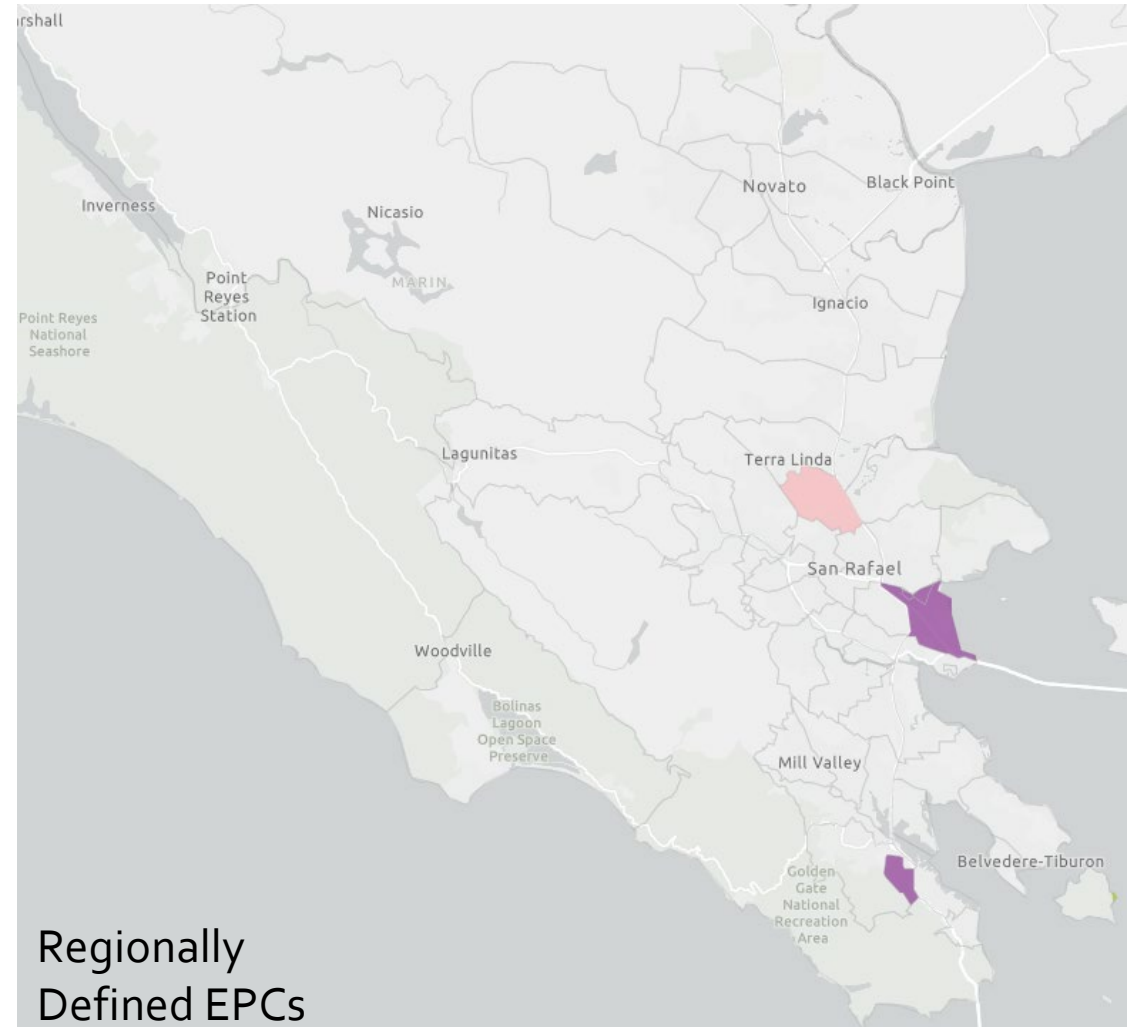 rshall
Novato
Black Point
Inverness
Nicasio
MARIN
Point
Reyes
Station
Ignacio
Point Reyes
National
Seashore
Lagunitas
Terra Linda
San Rafael
Woodville
Bolinas
Lagoon
Open Space
Preserve
Mill Valley
Belvedere-Tiburon
Golden
Gate
National
Recreation
Area
Regionally
Defined EPCs